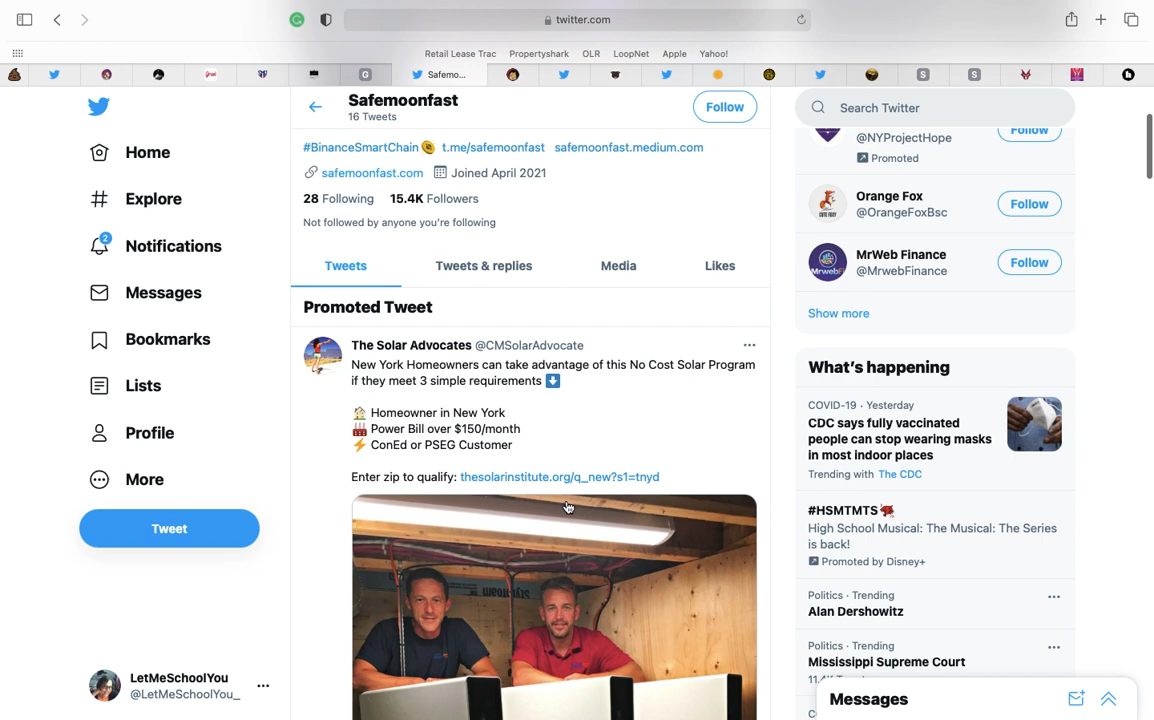 twitter.com
Retail Lease Trac Propertyshark OLR LoopNet Apple Yahoo!
G
Safemo...
S
S
h
Safemoonfast
16 Tweets
Follow
Search Twitter
#BinanceSmartChain t.me/safemoonfast safemoonfast.medium.com
safemoonfast.com Joined April 2021
28 Following 15.4K Followers
Not followed by anyone you're following
Tweets Tweets & replies Media Likes
Promoted Tweet
The Solar Advocates @CMSolarAdvocate
New York Homeowners can take advantage of this No Cost Solar Program
if they meet 3 simple requirements
Homeowner in New York
Power Bill over $150/month
ConEd or PSEG Customer
Enter zip to qualify: thesolarinstitute.org/q_new?s1=tnyd
Home
Explore
2
Notifications
Messages
Bookmarks
Lists
Profile
More
Tweet
LetMeSchoolYou
@LetMeSchoolYou_
@NYProjectHope
Follow
Promoted
Orange Fox
@OrangeFoxBsc
Follow
MrWeb Finance
@MrwebFinance
Follow
Show more
What's happening
COVID-19 · Yesterday
CDC says fully vaccinated
people can stop wearing masks
in most indoor places
Trending with The CDC
#HSMTMTS
High School Musical: The Musical: The Series
is back!
Promoted by Disney+
Politics · Trending
Alan Dershowitz
Politics · Trending
Mississippi Supreme Court
Messages